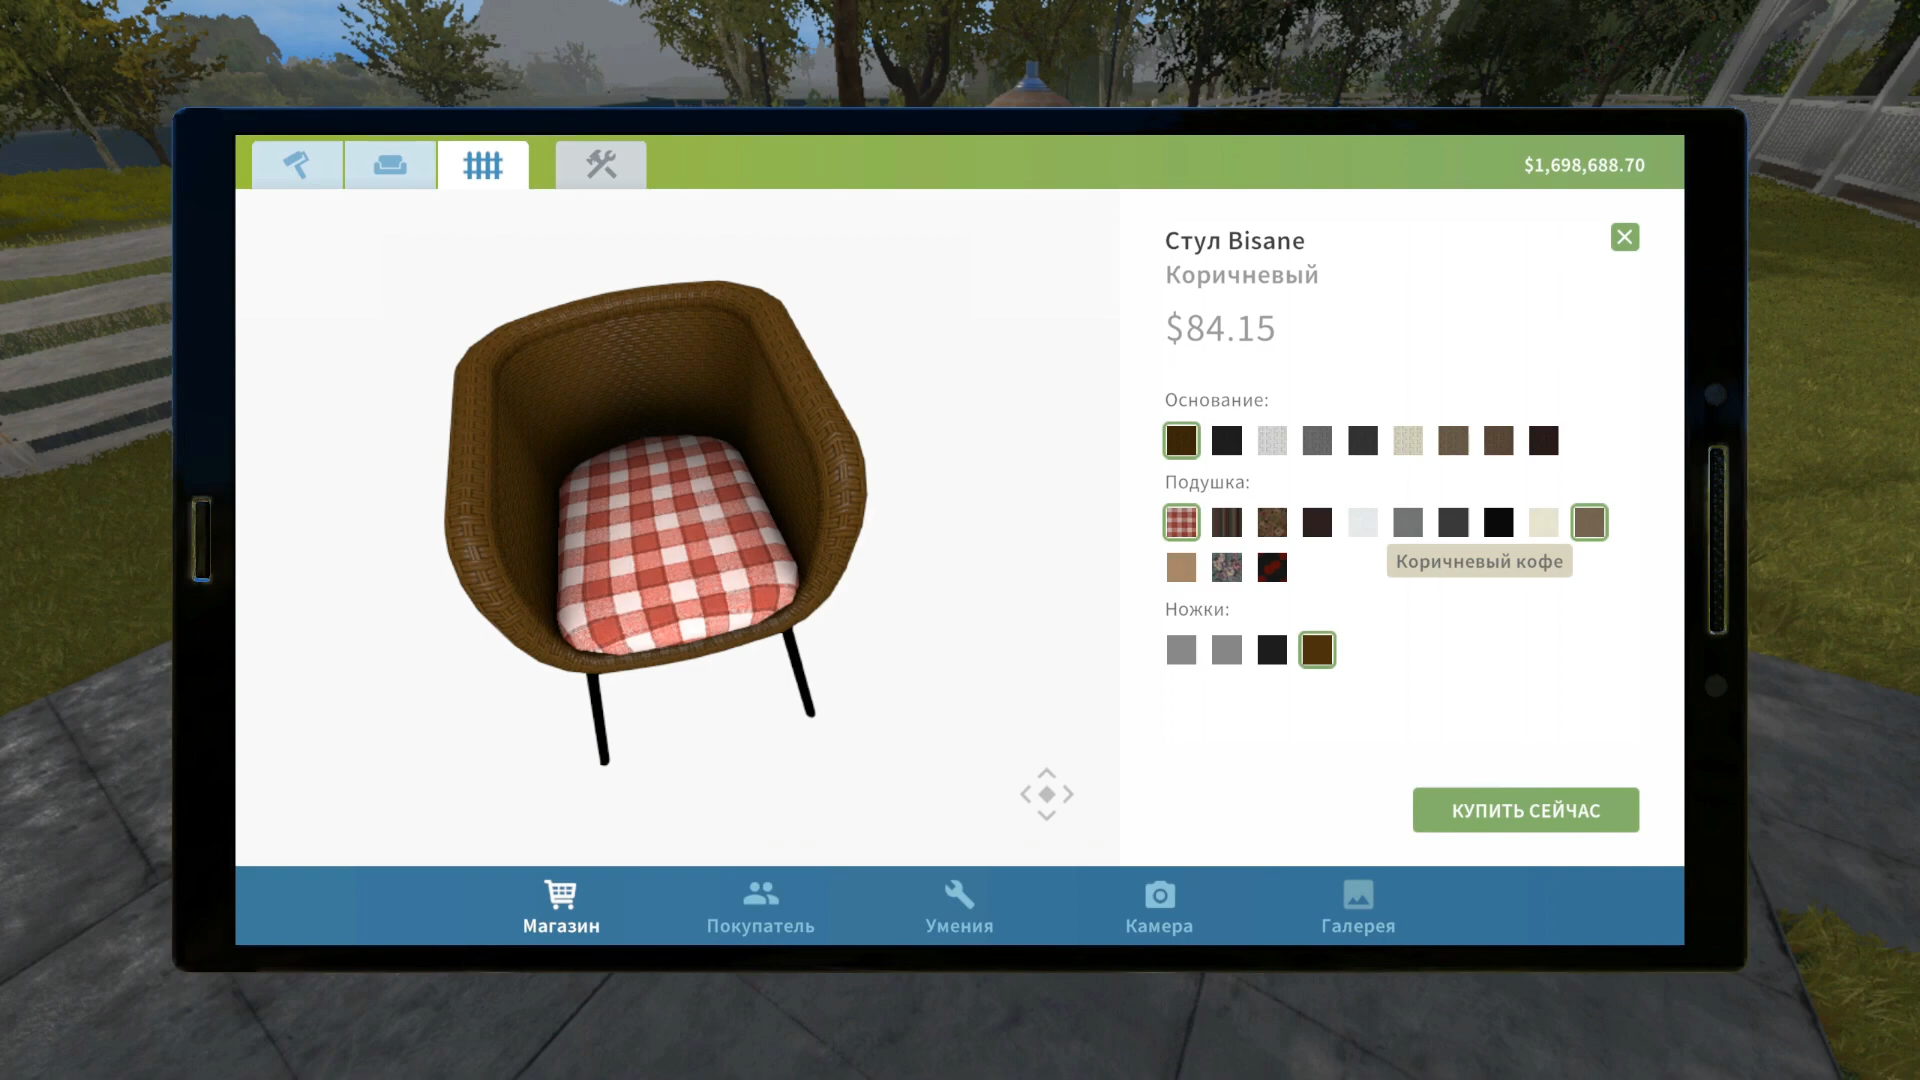 $1,698,688.70
Стул Bisane
Коричневый
$84.15
Основание:
Подушка:
Коричневый кофе
Ножки:
КУПИТЬ СЕЙЧАС
Магазин
Покупатель
Умения
Камера
Галерея